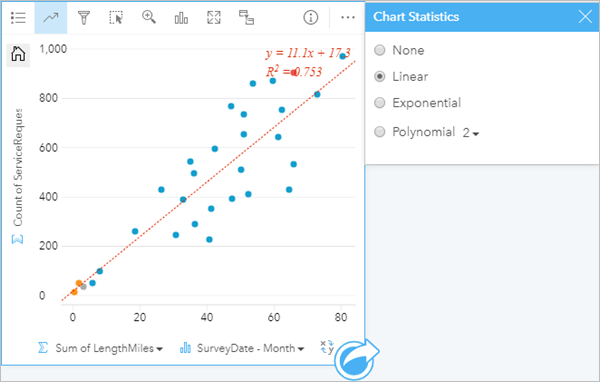 Chart Statistics
None
Linear
Exponential
Polynomial 2
y = 11.1x + 17.3
R² = 0.753
Count of ServiceReques
1,000
800
600
400
200
0
0 20 40 60 80
Sum of LengthMiles
SurveyDate - Month
x y